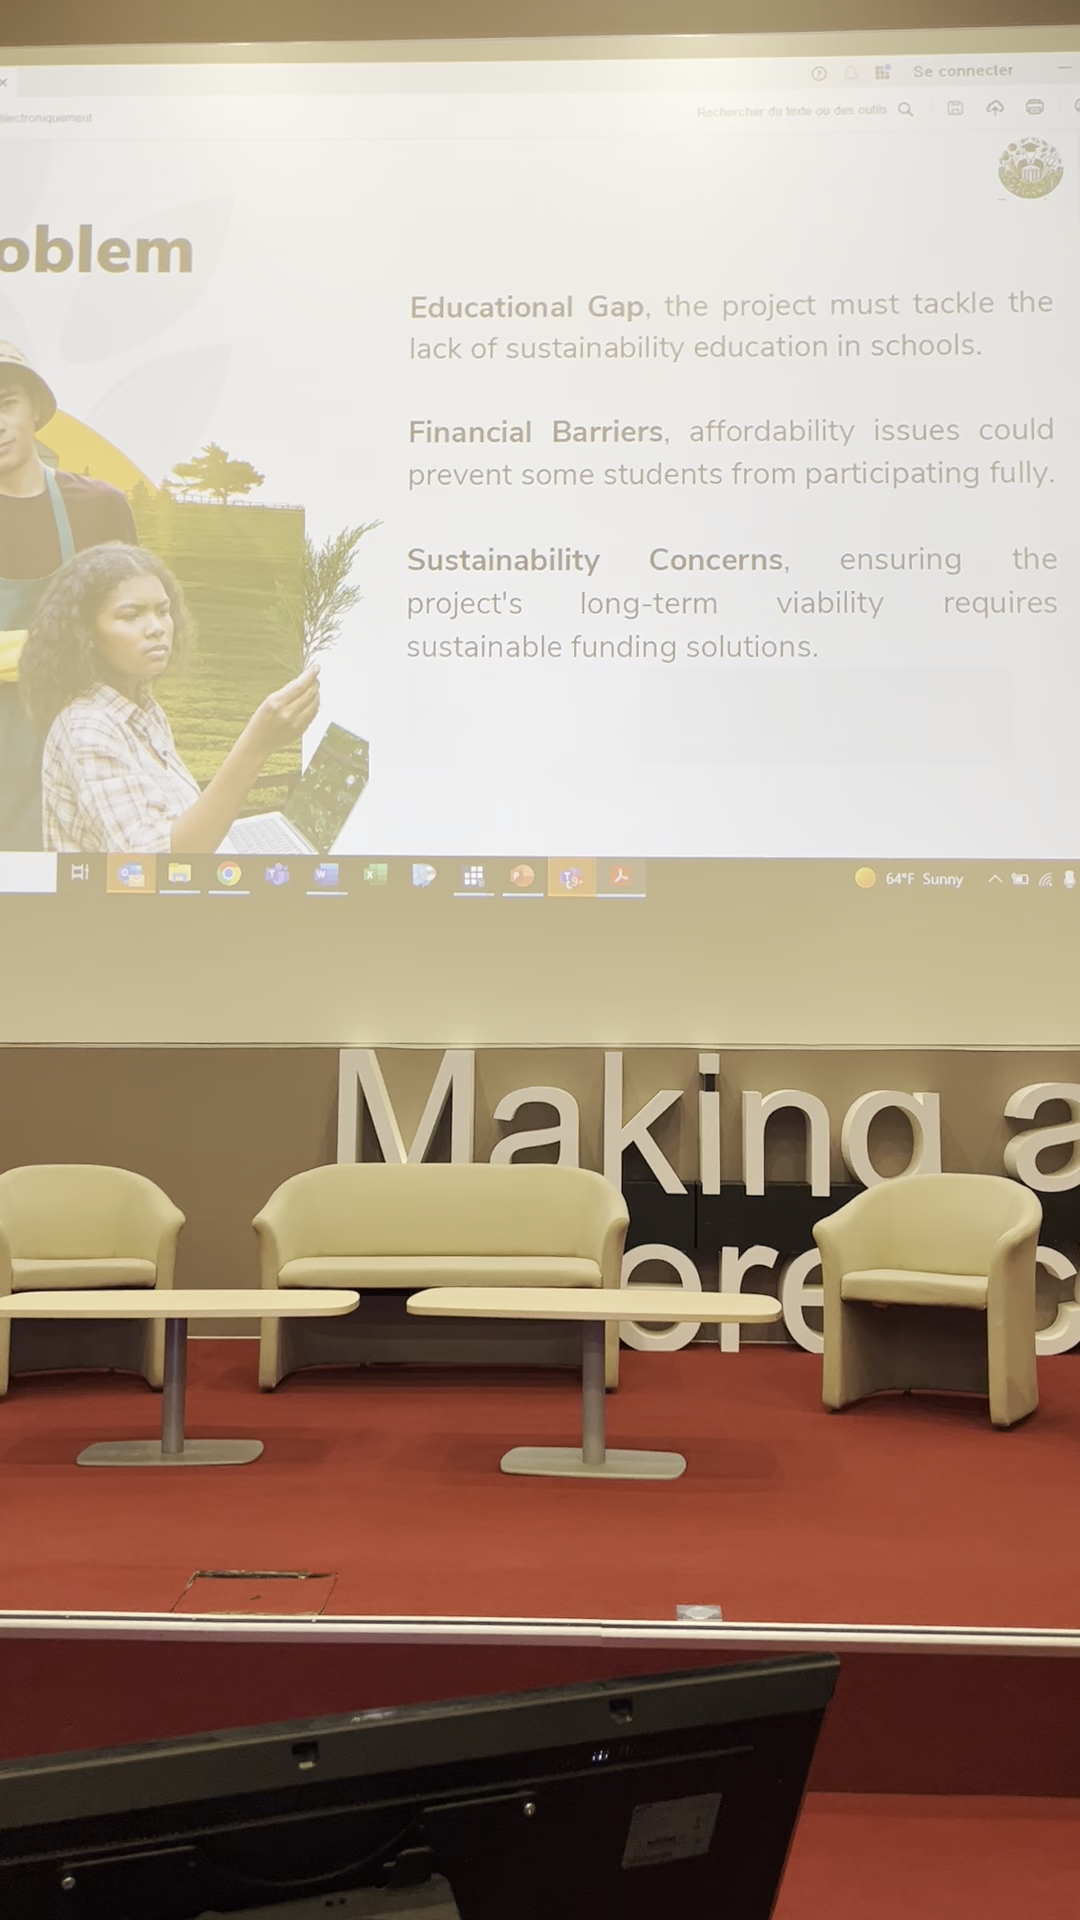 Se connecter
électroniquement
Rechercher du texte ou des outils
oblem
Educational Gap, the project must tackle the
lack of sustainability education in schools.
Financial Barriers, affordability issues could
prevent some students from participating fully.
Sustainability Concerns, ensuring the
project's long-term viability requires
sustainable funding solutions.
64°F Sunny
Making a
erec